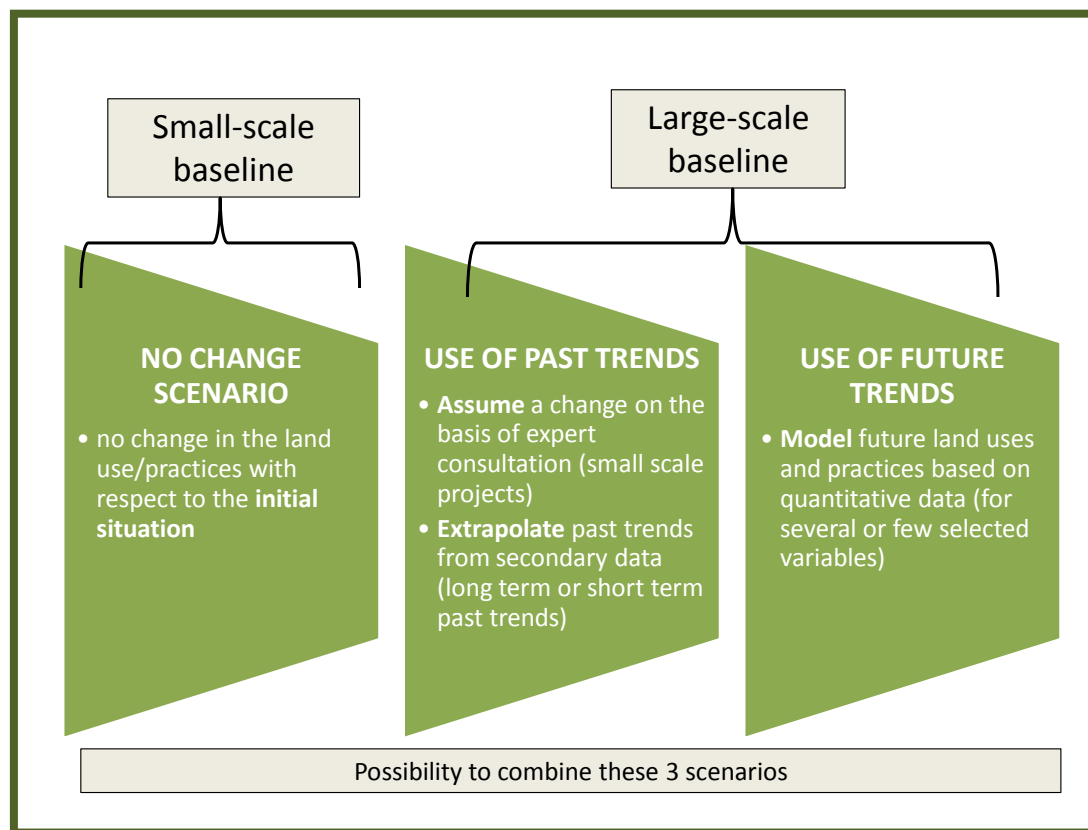 Small-scale
baseline
Large-scale
baseline
NO CHANGE
SCENARIO
• no change in the land
use/practices with
respect to the initial
situation
USE OF PAST TRENDS
• Assume a change on the
basis of expert
consultation (small scale
projects)
• Extrapolate past trends
from secondary data
(long term or short term
past trends)
USE OF FUTURE
TRENDS
• Model future land uses
and practices based on
quantitative data (for
several or few selected
variables)
Possibility to combine these 3 scenarios